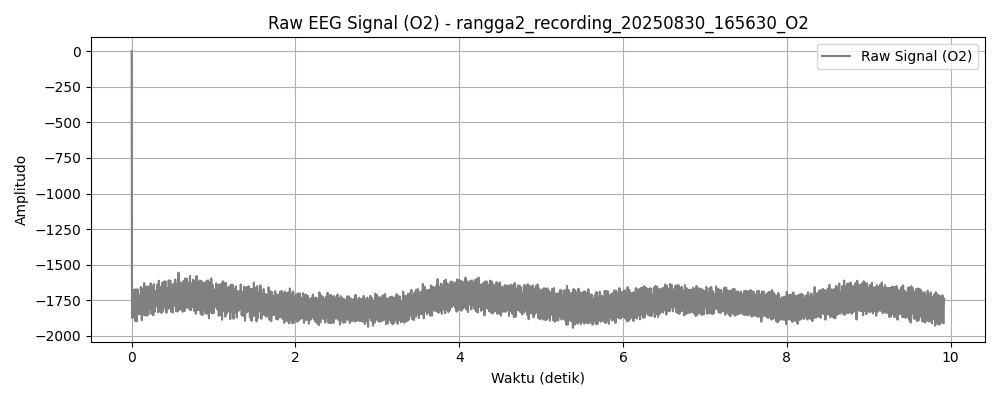 Raw EEG Signal (O2) - rangga2_recording_20250830_165630_O2
Raw Signal (O2)
Amplitudo
0
−250
−500
−750
−1000
−1250
−1500
−1750
−2000
0 2 4 6 8 10
Waktu (detik)